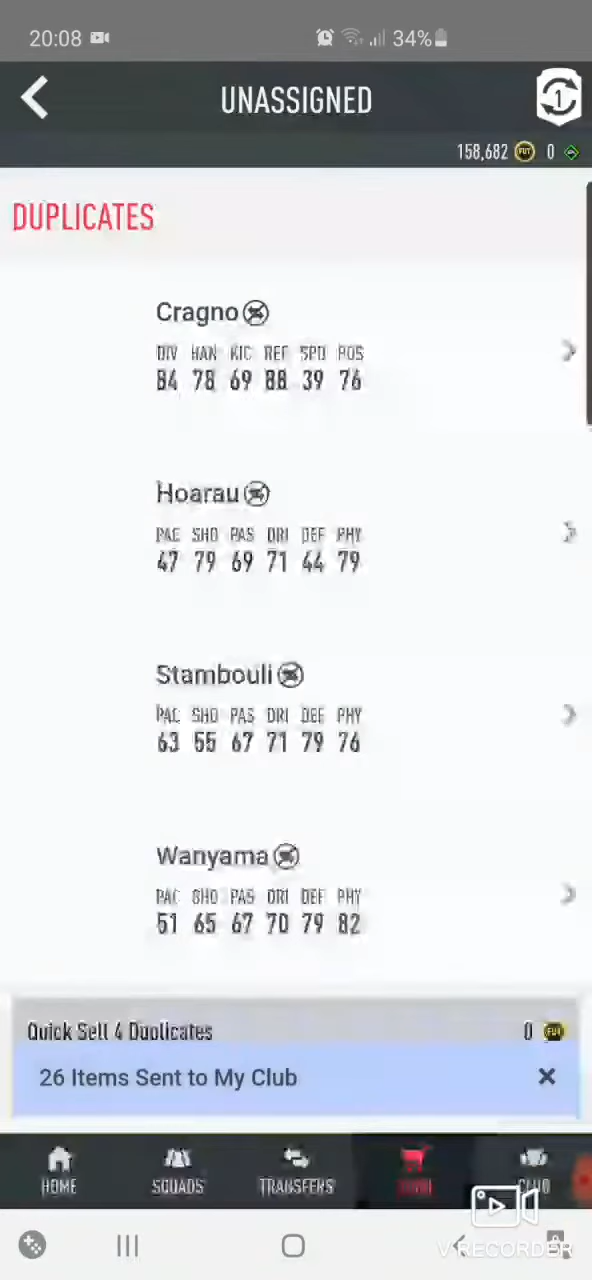 20:08
34%
UNASSIGNED
1
158,682 FUT 0
DUPLICATES
Cragno
DIV HAN KIC REF SPD POS
84 78 69 88 39 76
Hoarau
PAC SHO PAS DRI DEF PHY
47 79 69 71 44 79
Stambouli
PAC SHO PAS DRI DEF PHY
63 55 67 71 79 76
Wanyama
PAC SHO PAS DRI DEF PHY
51 65 67 70 79 82
Quick Sell 4 Duplicates 0 FUT
26 Items Sent to My Club
HOME SQUADS TRANSFERS CLUB
V RECORDER